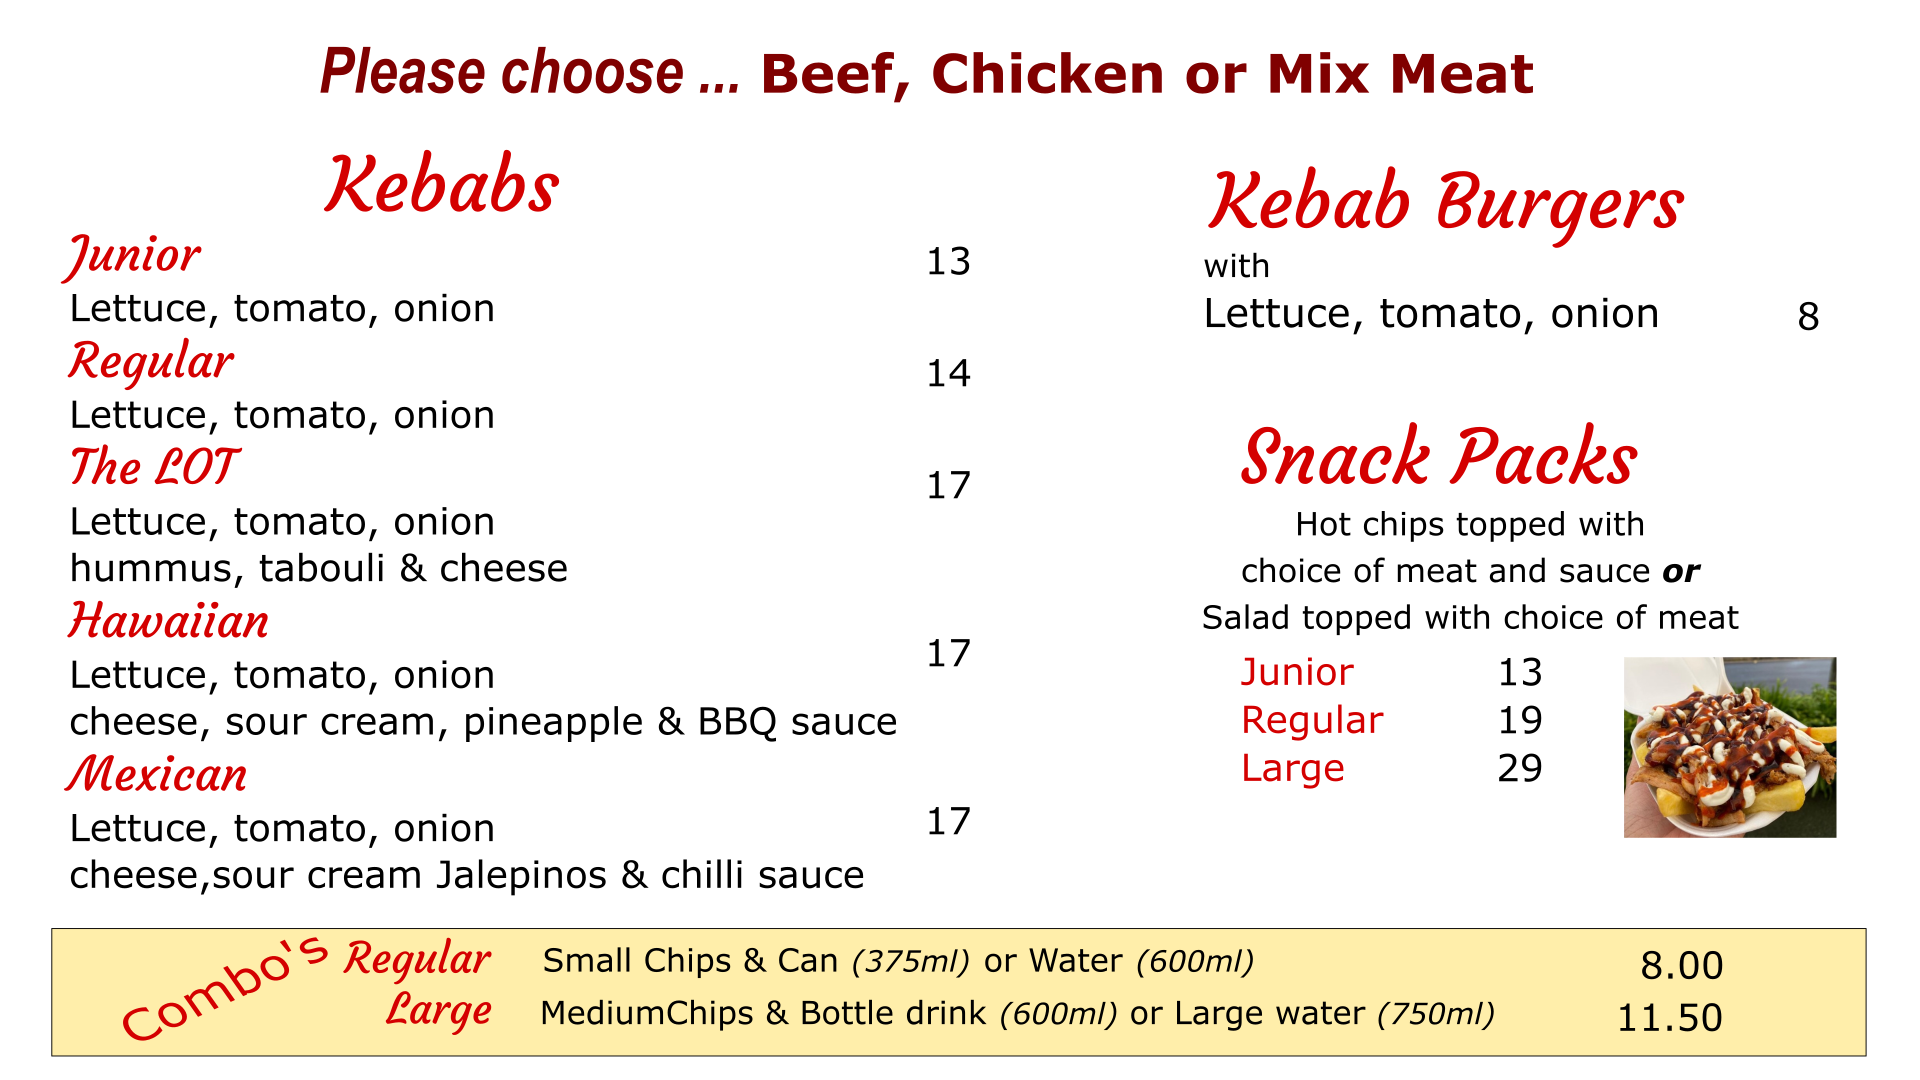 Please choose ... Beef, Chicken or Mix Meat
Kebabs
Junior 13
Lettuce, tomato, onion
Regular 14
Lettuce, tomato, onion
The LOT 17
Lettuce, tomato, onion
hummus, tabouli & cheese
Hawaiian 17
Lettuce, tomato, onion
cheese, sour cream, pineapple & BBQ sauce
Mexican 17
Lettuce, tomato, onion
cheese,sour cream Jalepinos & chilli sauce
Kebab Burgers
with
Lettuce, tomato, onion 8
Snack Packs
Hot chips topped with
choice of meat and sauce or
Salad topped with choice of meat
Junior 13
Regular 19
Large 29
Combo's
Regular Small Chips & Can (375ml) or Water (600ml) 8.00
Large MediumChips & Bottle drink (600ml) or Large water (750ml) 11.50